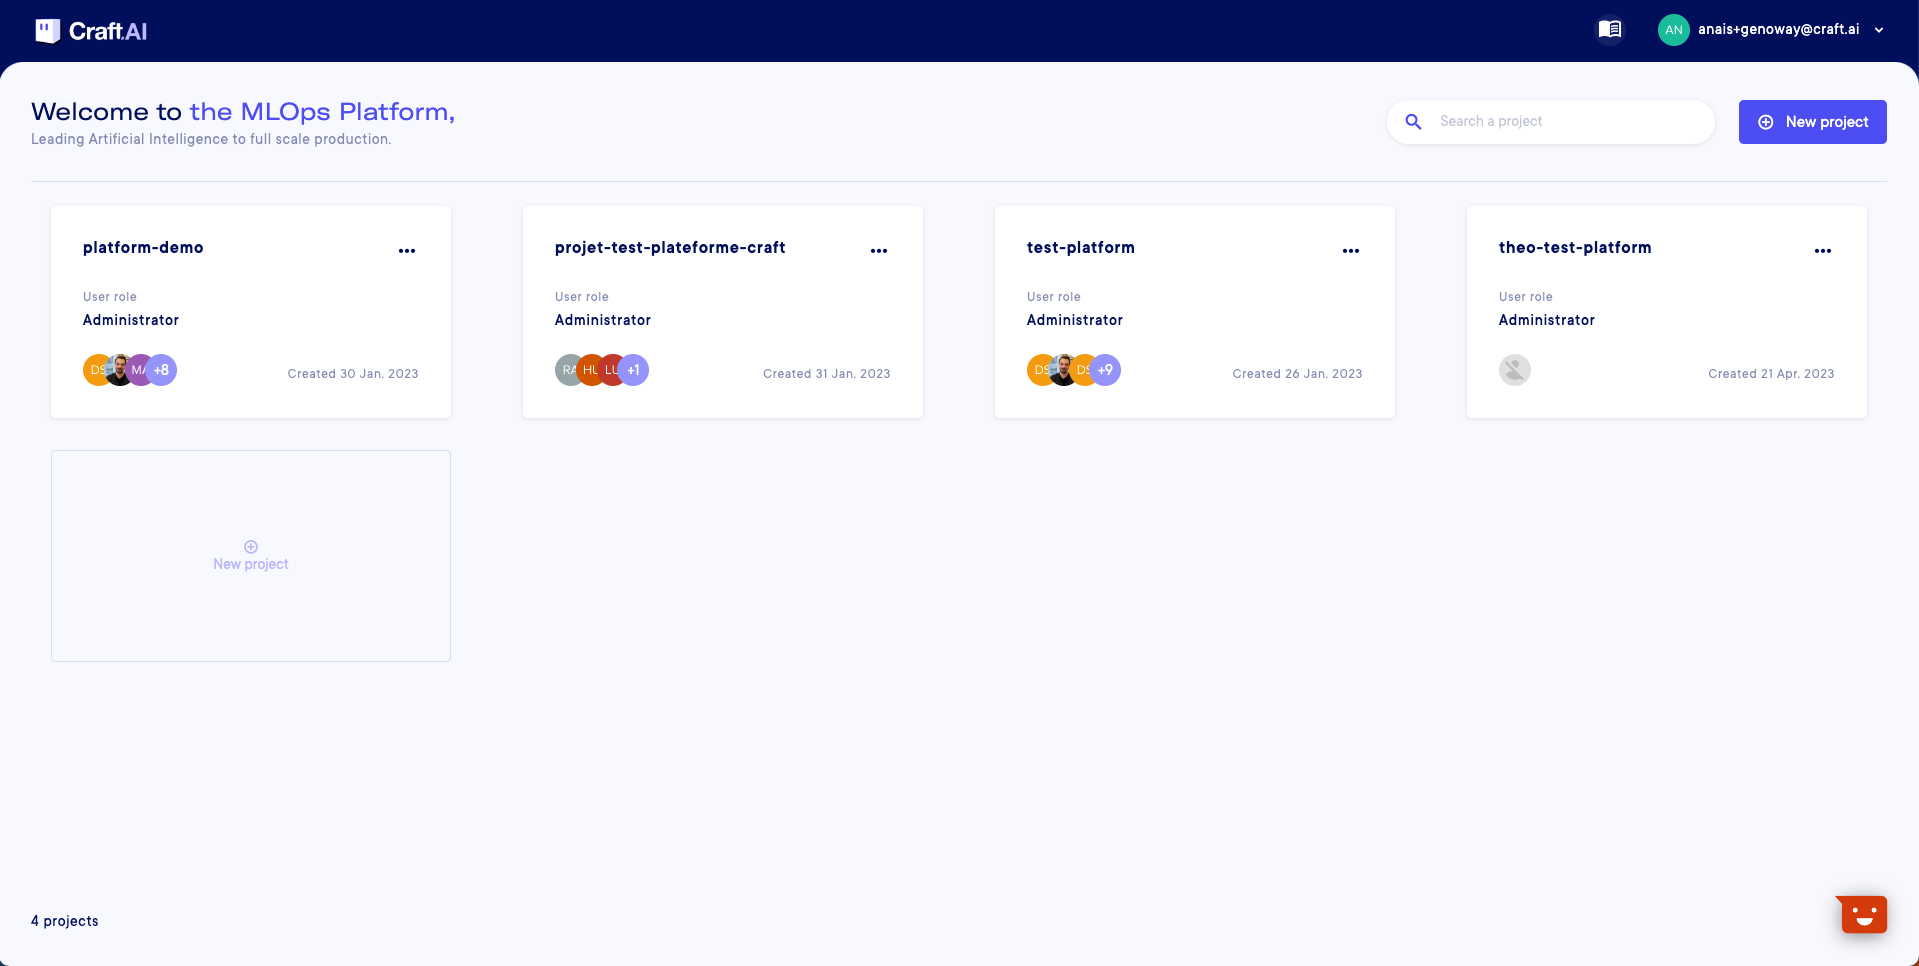 Craft.AI
AN anais+genoway@craft.ai
Welcome to the MLOps Platform,
Leading Artificial Intelligence to full scale production.
Search a project
New project
platform-demo
User role
Administrator
DS MA +8
Created 30 Jan. 2023
projet-test-plateforme-craft
User role
Administrator
RA HU LU +1
Created 31 Jan. 2023
test-platform
User role
Administrator
DS DS +9
Created 26 Jan. 2023
theo-test-platform
User role
Administrator
Created 21 Apr. 2023
New project
4 projects